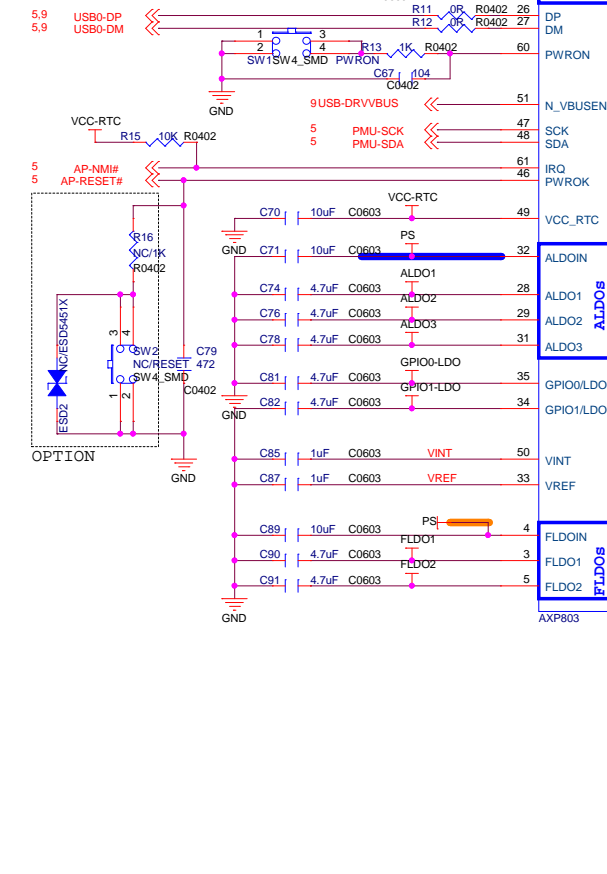 5,9 USB0-DP R11 0R R0402 26 DP
5,9 USB0-DM R12 0R R0402 27 DM
1 3
2 4 R13 1K R0402 60 PWRON
SW1 SW4_SMD PWRON
C67 104
C0402
GND
9 USB-DRVVBUS 51 N_VBUSEN
VCC-RTC
5 PMU-SCK 47 SCK
R15 10K R0402
5 PMU-SDA 48 SDA
5 AP-NMI# 61 IRQ
5 AP-RESET# 46 PWROK
VCC-RTC
C70 10uF C0603 49 VCC_RTC
GND
PS
C71 10uF C0603 32 ALDOIN
R16
NC/1K
R0402
ALDO1
C74 4.7uF C0603 28 ALDO1
ALDO2
C76 4.7uF C0603 29 ALDO2
ALDO3
C78 4.7uF C0603 31 ALDO3
ALDOs
NC/ESD5451X
ESD2
3 4
SW2
NC/RESET
SW4_SMD
1 2
C79
472
C0402
GPIO0-LDO
C81 4.7uF C0603 35 GPIO0/LDO
GPIO1-LDO
C82 4.7uF C0603 34 GPIO1/LDO
GND
OPTION
GND
C85 1uF C0603 VINT 50 VINT
C87 1uF C0603 VREF 33 VREF
PS
C89 10uF C0603 4 FLDOIN
FLDO1
C90 4.7uF C0603 3 FLDO1
FLDO2
C91 4.7uF C0603 5 FLDO2
FLDOs
GND
AXP803